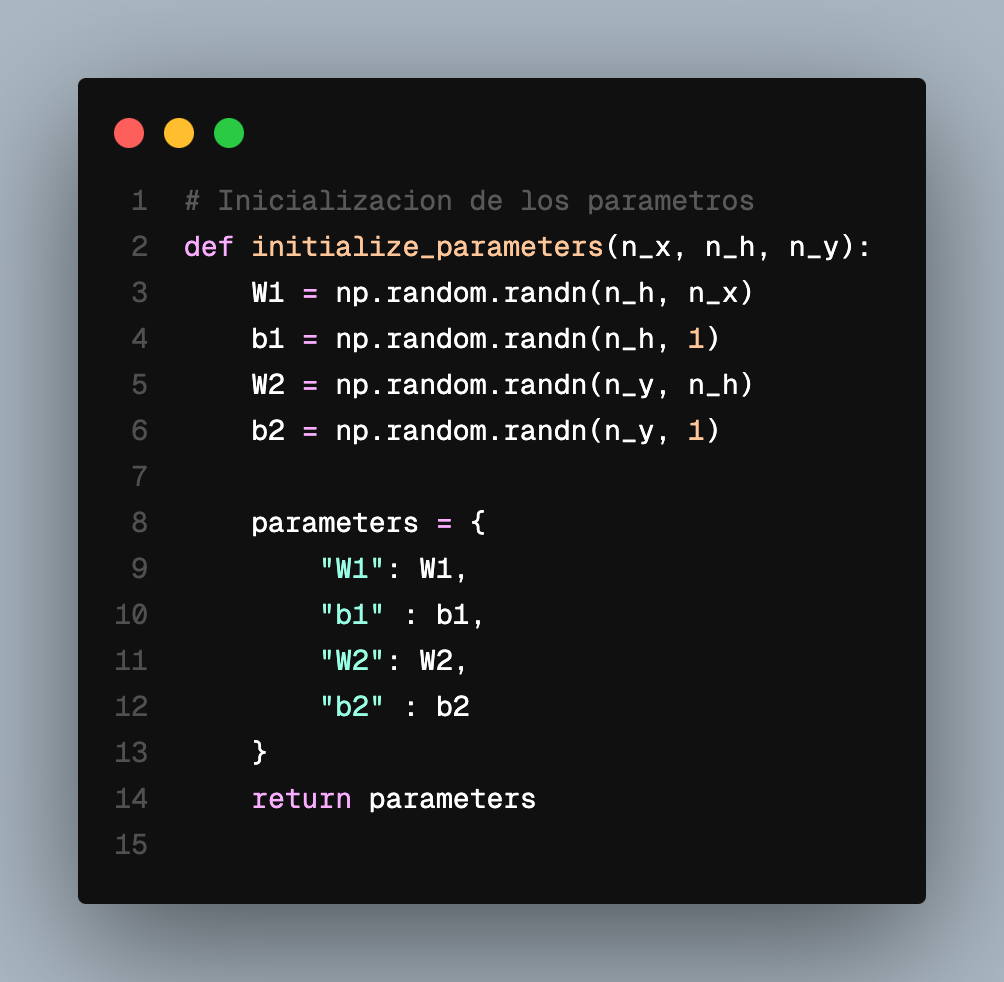 1 # Inicializacion de los parametros
2 def initialize_parameters(n_x, n_h, n_y):
3     W1 = np.random.randn(n_h, n_x)
4     b1 = np.random.randn(n_h, 1)
5     W2 = np.random.randn(n_y, n_h)
6     b2 = np.random.randn(n_y, 1)
7
8     parameters = {
9         "W1": W1,
10         "b1" : b1,
11         "W2": W2,
12         "b2" : b2
13     }
14     return parameters
15